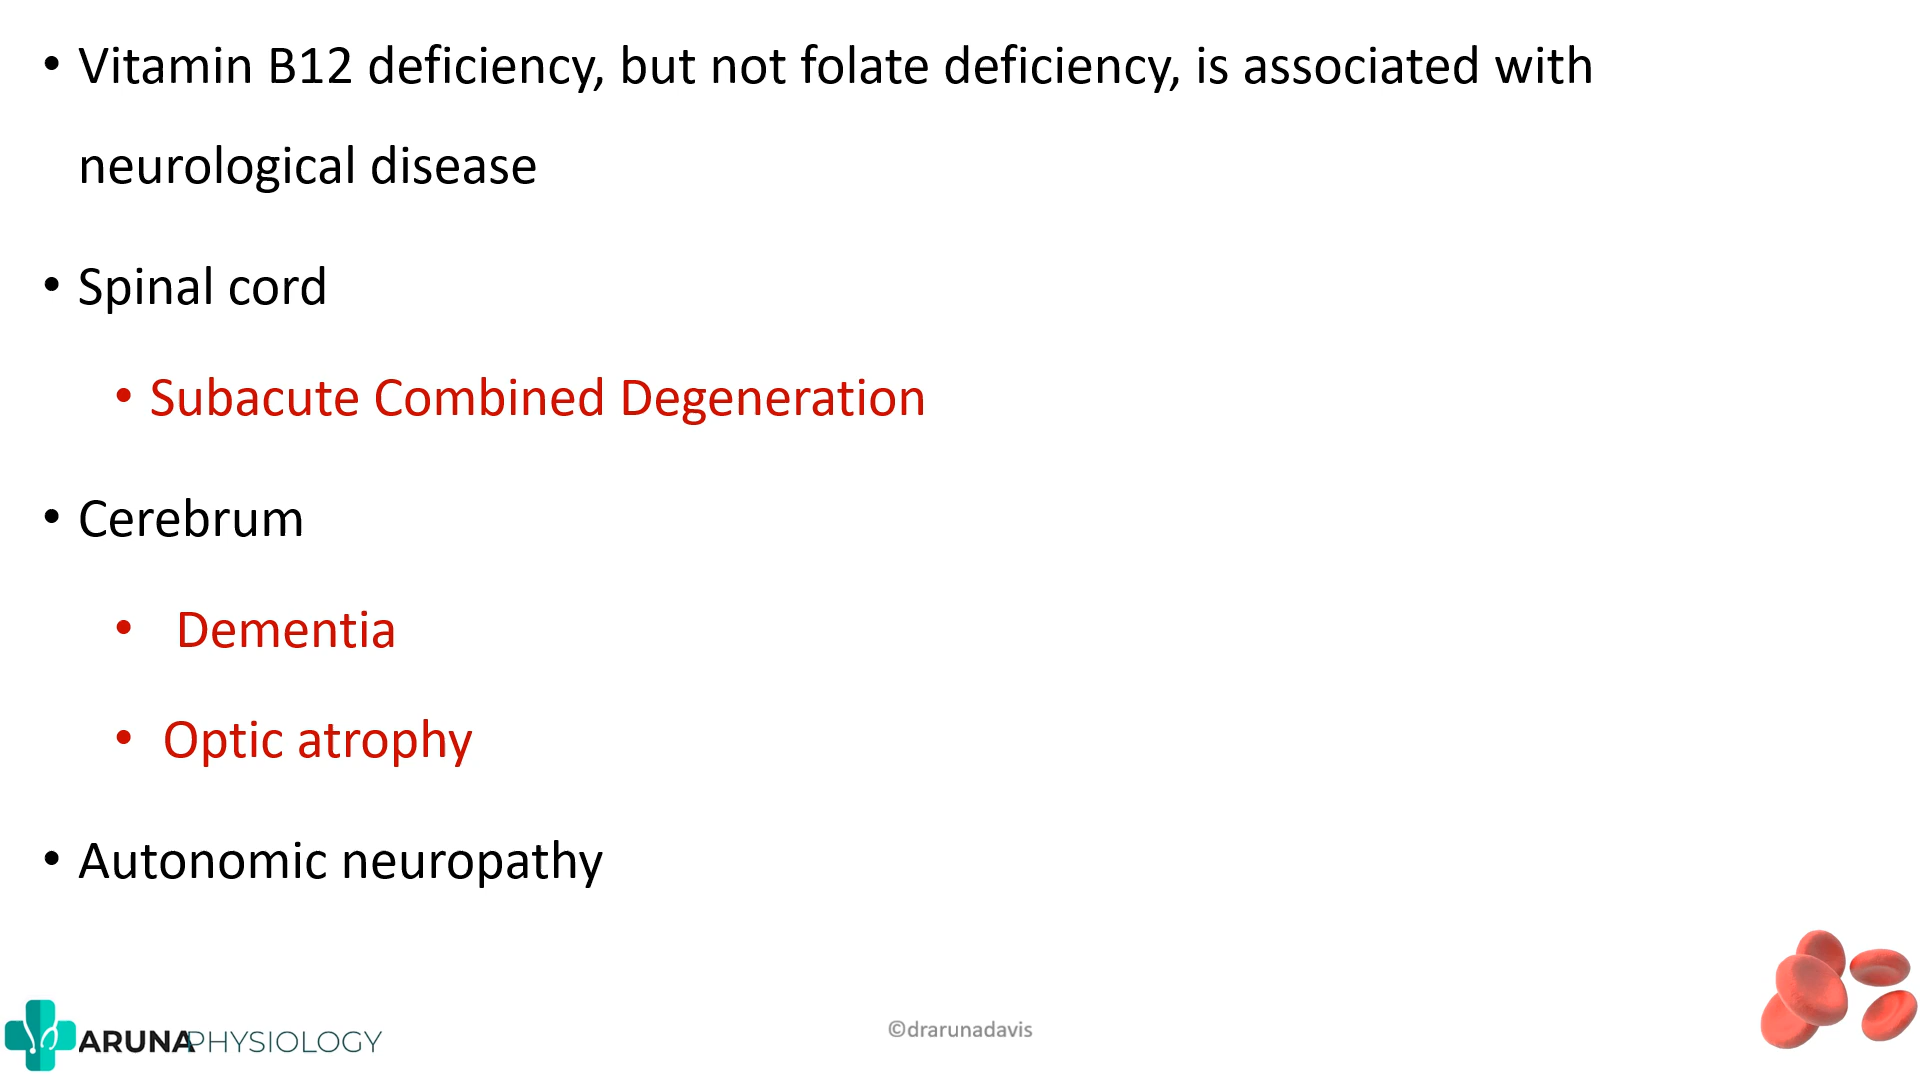 • Vitamin B12 deficiency, but not folate deficiency, is associated with
neurological disease
• Spinal cord
• Subacute Combined Degeneration
• Cerebrum
• Dementia
• Optic atrophy
• Autonomic neuropathy
ARUNAPHYSIOLOGY
©drarunadavis